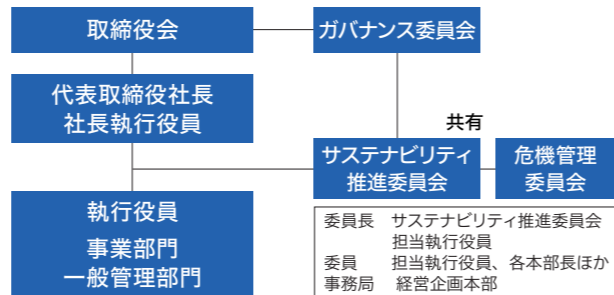 取締役会
ガバナンス委員会
代表取締役社長
社長執行役員
共有
サステナビリティ
推進委員会
危機管理
委員会
執行役員
事業部門
一般管理部門
委員長 サステナビリティ推進委員会
担当執行役員
委員 担当執行役員、各本部長ほか
事務局 経営企画本部